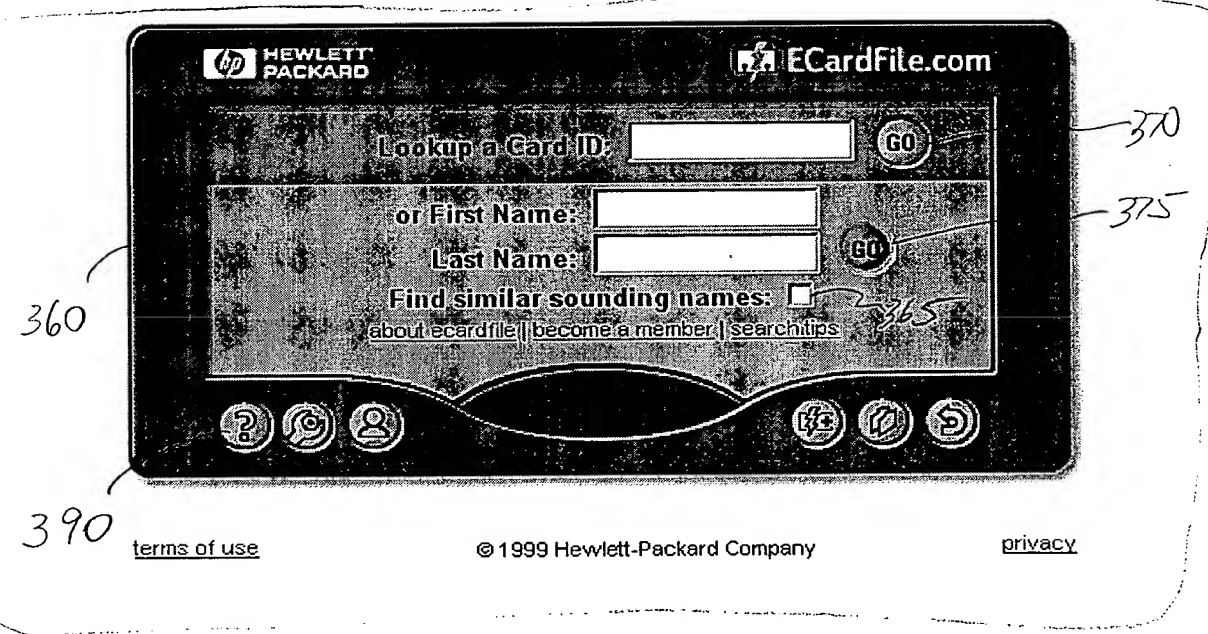 hp HEWLETT
PACKARD
ECardFile.com
Lookup a Card ID: GO
370
or First Name:
375
GO
Last Name:
Find similar sounding names:
365
360
about ecardfile | become a member | search tips
?
390
terms of use © 1999 Hewlett-Packard Company privacy